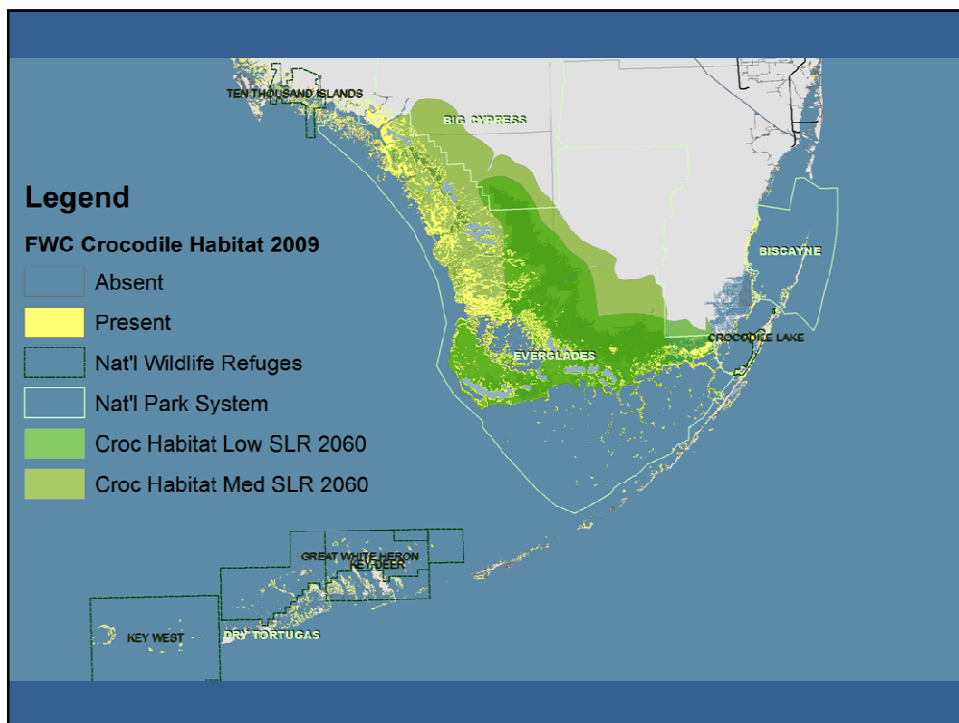 TEN THOUSAND ISLANDS
BIG CYPRESS
Legend
FWC Crocodile Habitat 2009
Absent
Present
Nat'l Wildlife Refuges
Nat'l Park System
Croc Habitat Low SLR 2060
Croc Habitat Med SLR 2060
BISCAYNE
CROCODILE LAKE
EVERGLADES
GREAT WHITE HERON
KEY DEER
KEY WEST
DRY TORTUGAS